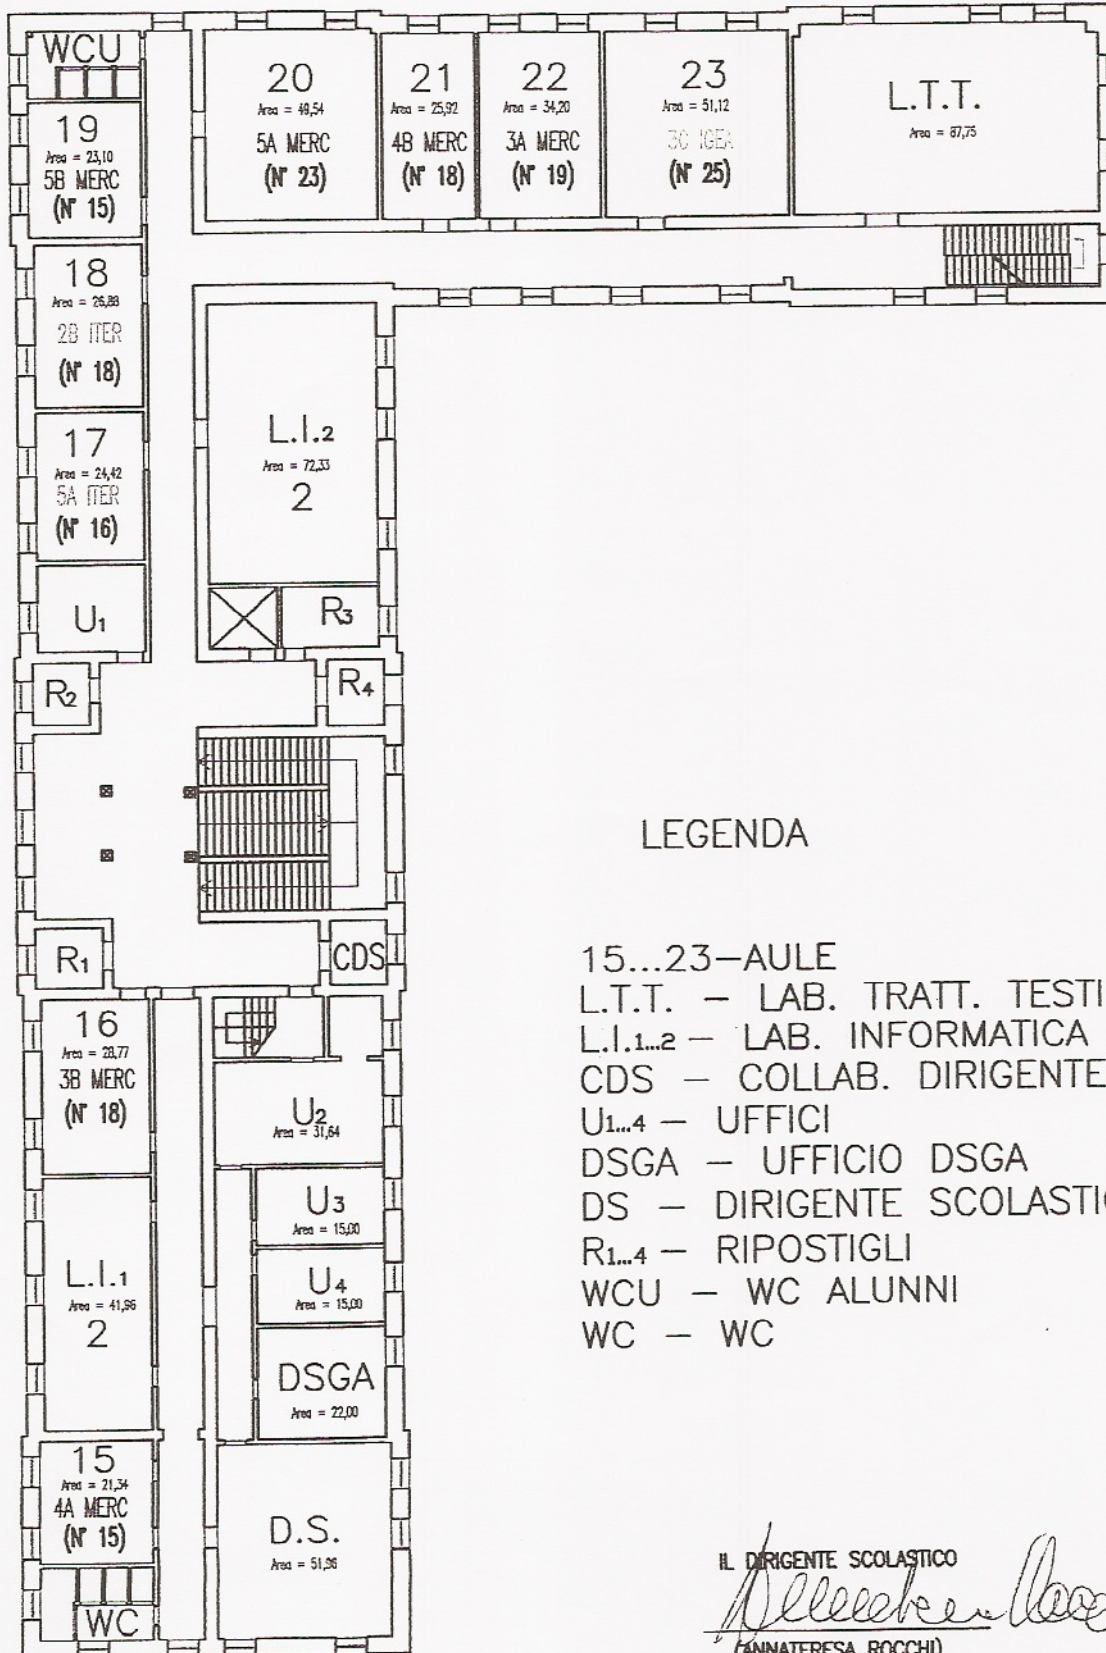 WCU
19
Area = 23,10
5B MERC
(N° 15)
20
Area = 49,54
5A MERC
(N° 23)
21
Area = 25,92
4B MERC
(N° 18)
22
Area = 34,20
3A MERC
(N° 19)
23
Area = 51,12
3C IGEA
(N° 25)
L.T.T.
Area = 87,75
18
Area = 26,88
2B ITER
(N° 18)
17
Area = 24,42
5A ITER
(N° 16)
L.I.2
Area = 72,33
2
U1
R3
R2
R4
R1
CDS
16
Area = 28,77
3B MERC
(N° 18)
U2
Area = 31,64
U3
Area = 15,00
U4
Area = 15,00
L.I.1
Area = 41,96
2
DSGA
Area = 22,00
15
Area = 21,34
4A MERC
(N° 15)
D.S.
Area = 51,96
WC
LEGENDA
15...23-AULE
L.T.T. - LAB. TRATT. TESTI
L.I.1...2 - LAB. INFORMATICA
CDS - COLLAB. DIRIGENTE
U1...4 - UFFICI
DSGA - UFFICIO DSGA
DS - DIRIGENTE SCOLASTIC
R1...4 - RIPOSTIGLI
WCU - WC ALUNNI
WC - WC
IL DIRIGENTE SCOLASTICO
(ANNATERESA ROCCHI)